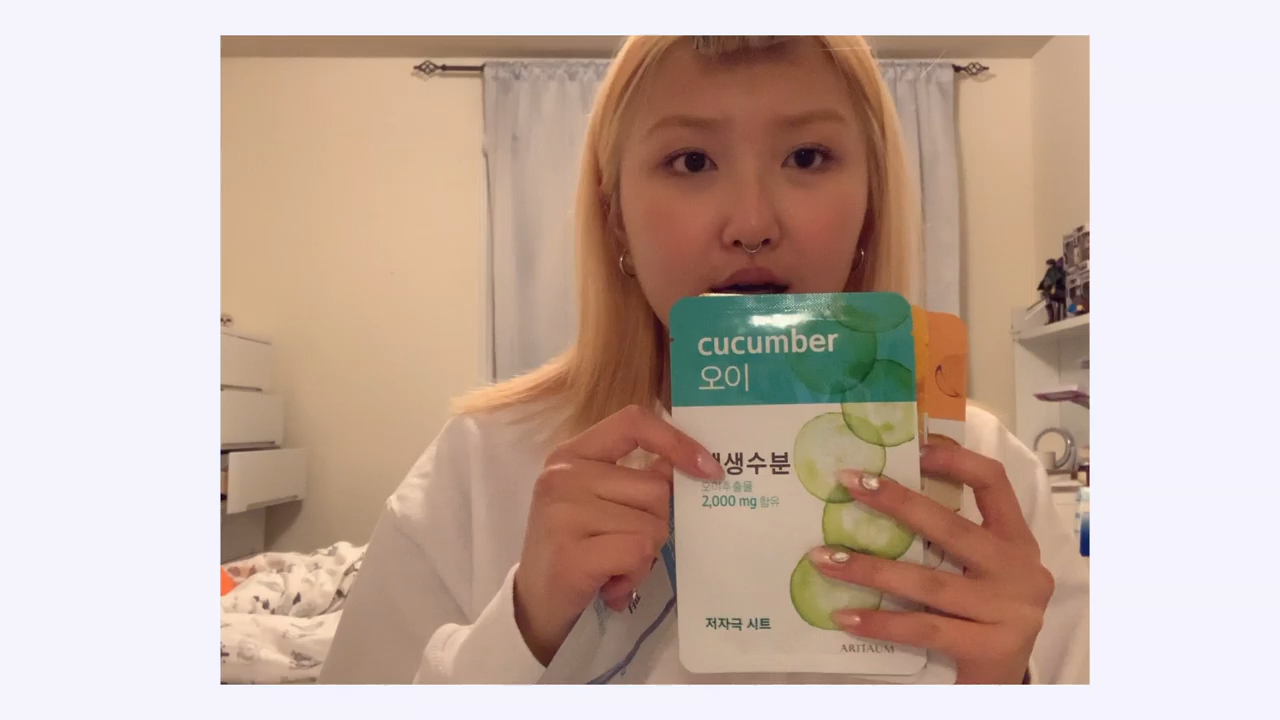 cucumber
오이
생수분
오이추출물
2,000 mg 함유
저자극 시트
ARITAUM